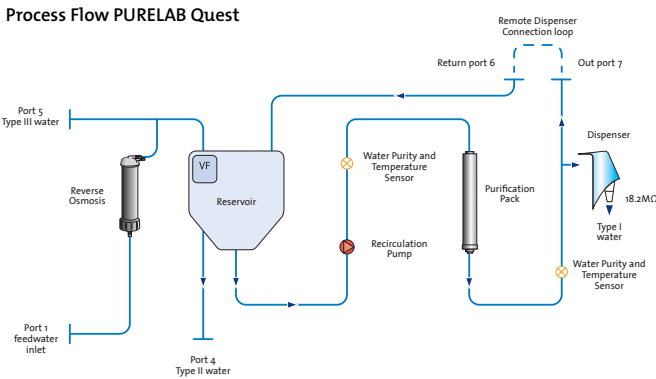 Process Flow PURELAB Quest
Remote Dispenser
Connection loop
Return port 6
Out port 7
Port 5
Type III water
Dispenser
VF
Reservoir
Water Purity and
Temperature
Sensor
Purification
Pack
Reverse
Osmosis
18.2MΩ
Type I
water
Recirculation
Pump
Water Purity and
Temperature
Sensor
Port 1
feedwater
inlet
Port 4
Type II water